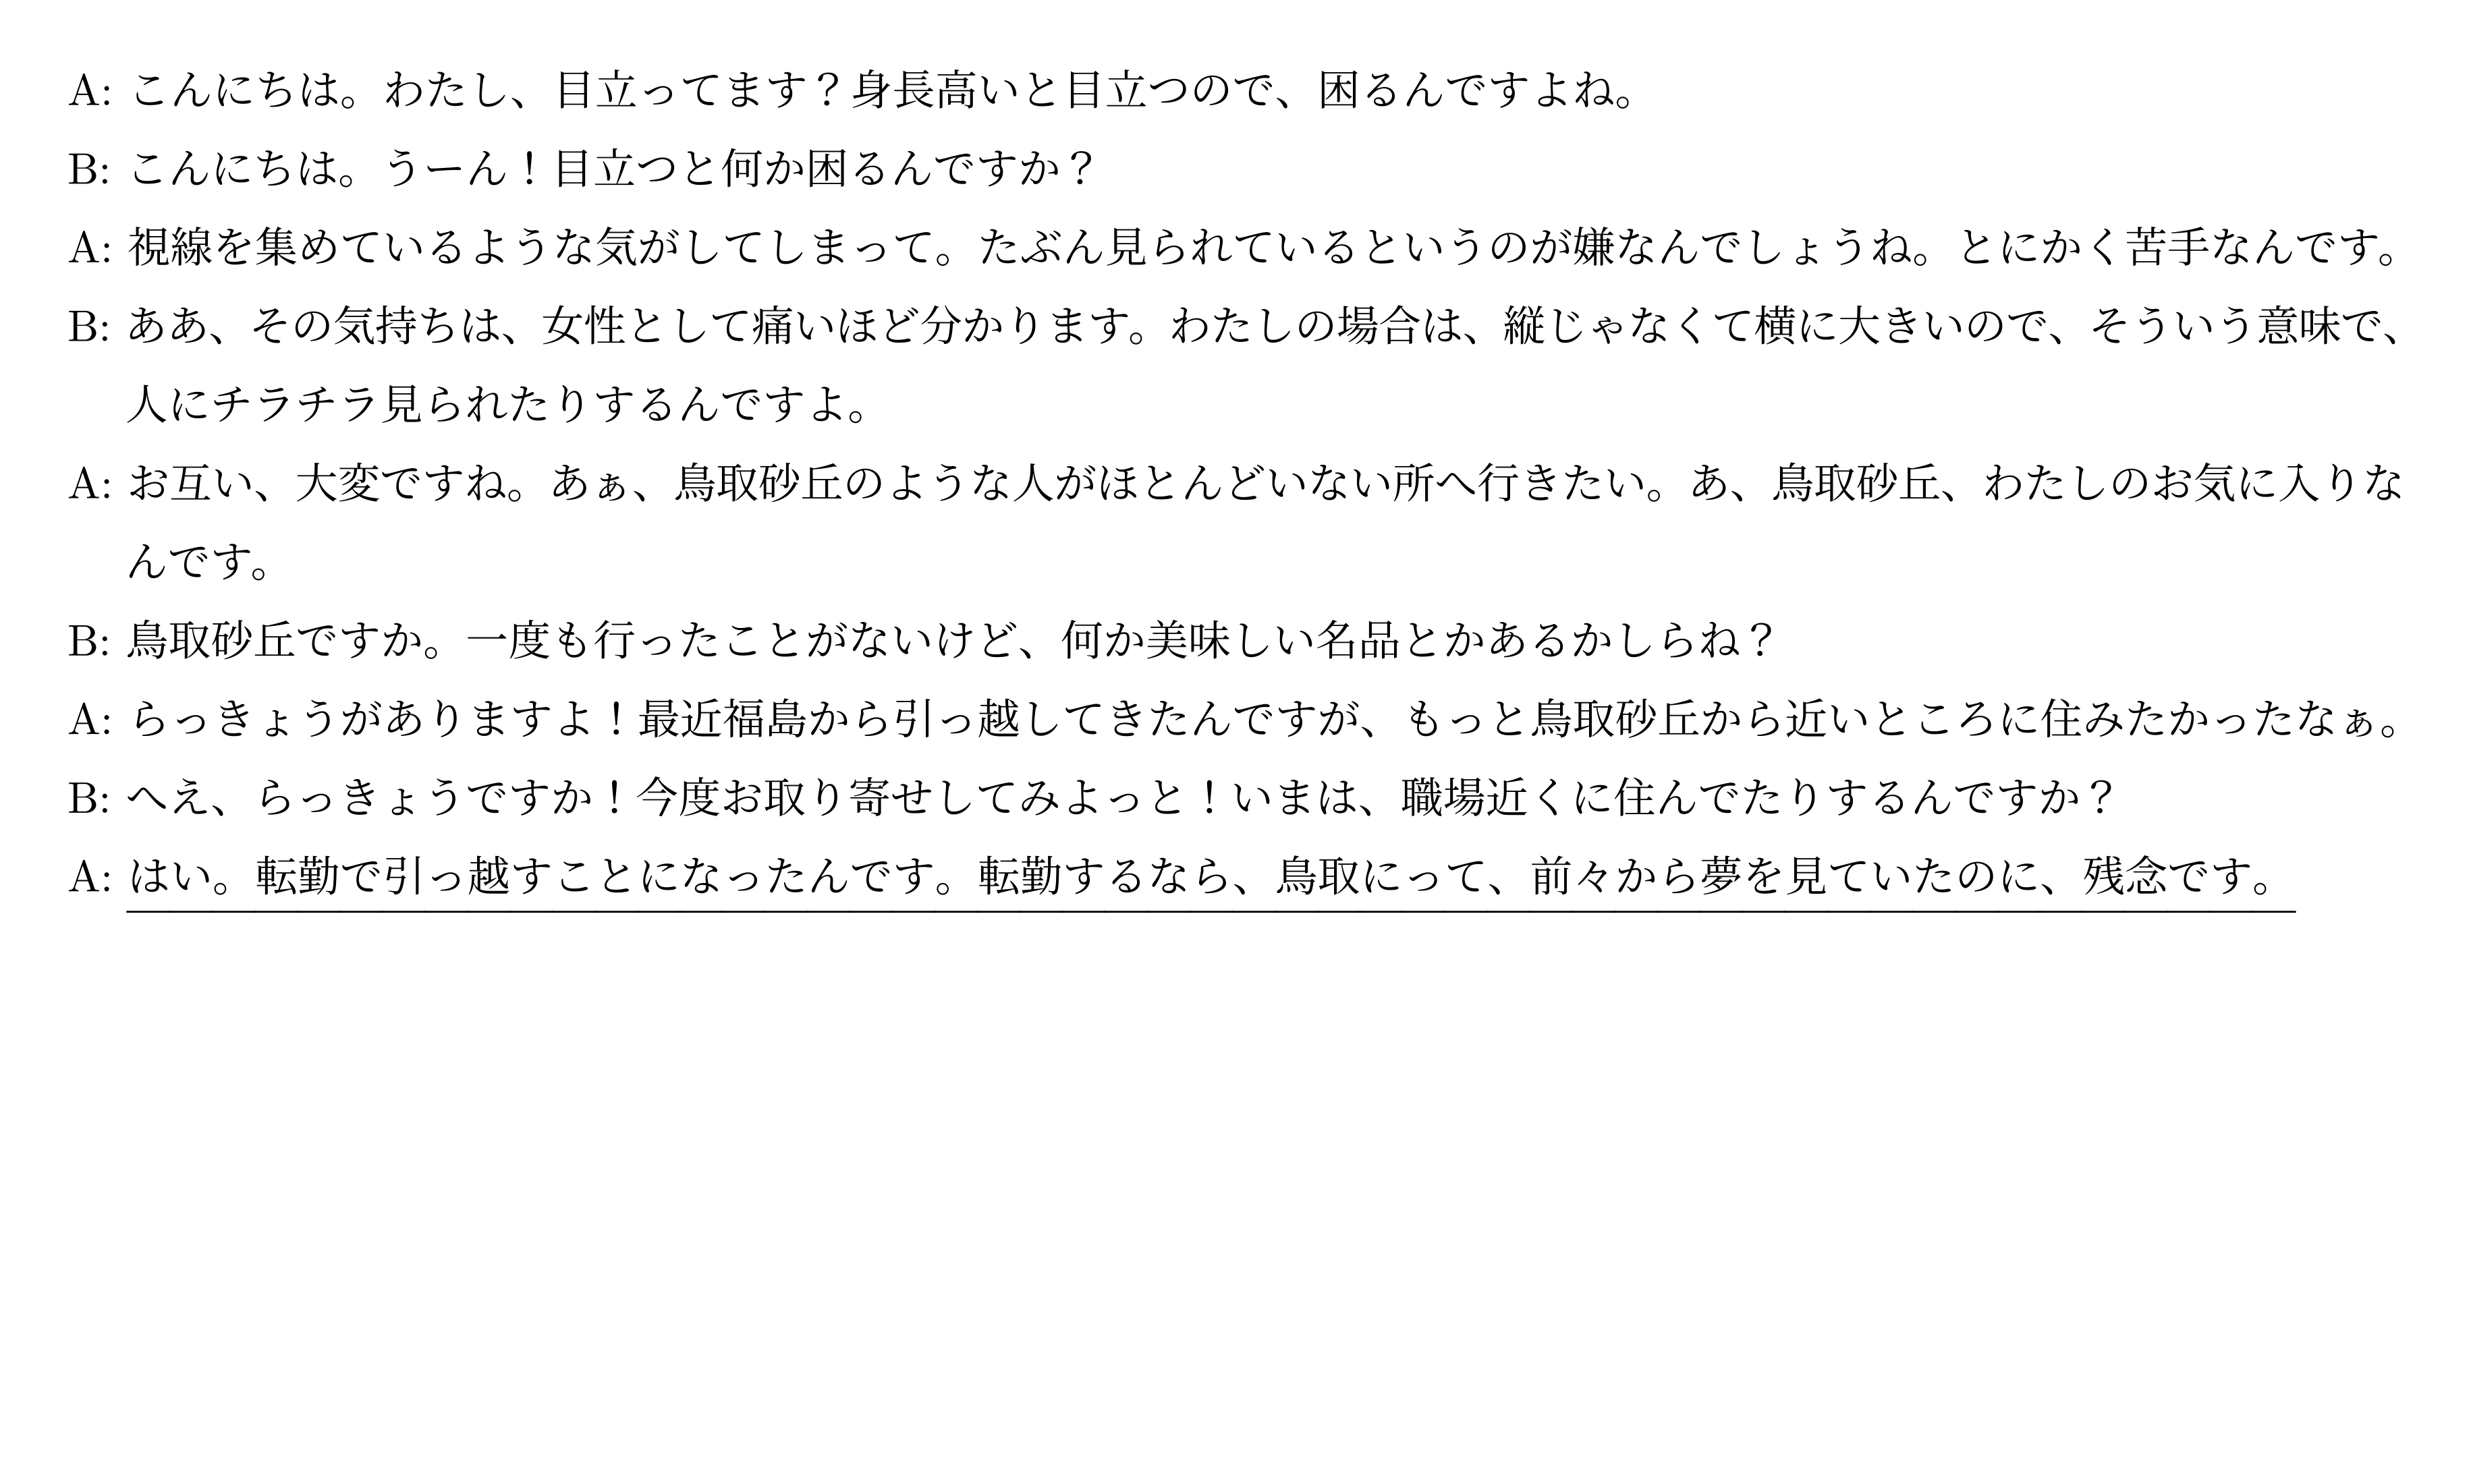 A: こんにちは。わたし、目立ってます？身長高いと目立つので、困るんですよね。
B: こんにちは。うーん！目立つと何か困るんですか？
A: 視線を集めているような気がしてしまって。たぶん見られているというのが嫌なんでしょうね。とにかく苦手なんです。
B: ああ、その気持ちは、女性として痛いほど分かります。わたしの場合は、縦じゃなくて横に大きいので、そういう意味で、
人にチラチラ見られたりするんですよ。
A: お互い、大変ですね。あぁ、鳥取砂丘のような人がほとんどいない所へ行きたい。あ、鳥取砂丘、わたしのお気に入りな
んです。
B: 鳥取砂丘ですか。一度も行ったことがないけど、何か美味しい名品とかあるかしらね？
A: らっきょうがありますよ！最近福島から引っ越してきたんですが、もっと鳥取砂丘から近いところに住みたかったなぁ。
B: へえ、らっきょうですか！今度お取り寄せしてみよっと！いまは、職場近くに住んでたりするんですか？
A: はい。転勤で引っ越すことになったんです。転勤するなら、鳥取にって、前々から夢を見ていたのに、残念です。